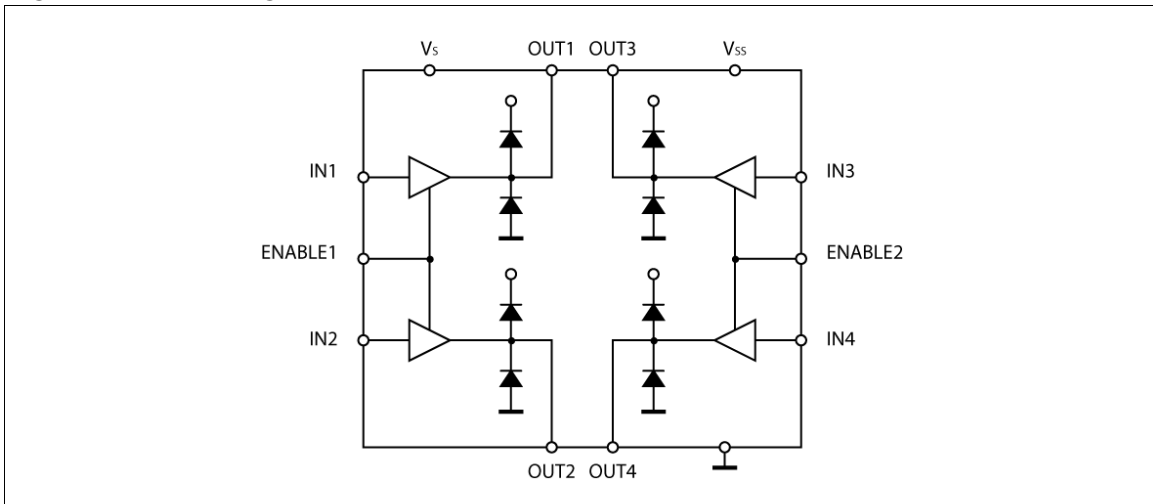 Vs OUT1 OUT3 Vss
IN1 IN3
ENABLE1 ENABLE2
IN2 IN4
OUT2 OUT4